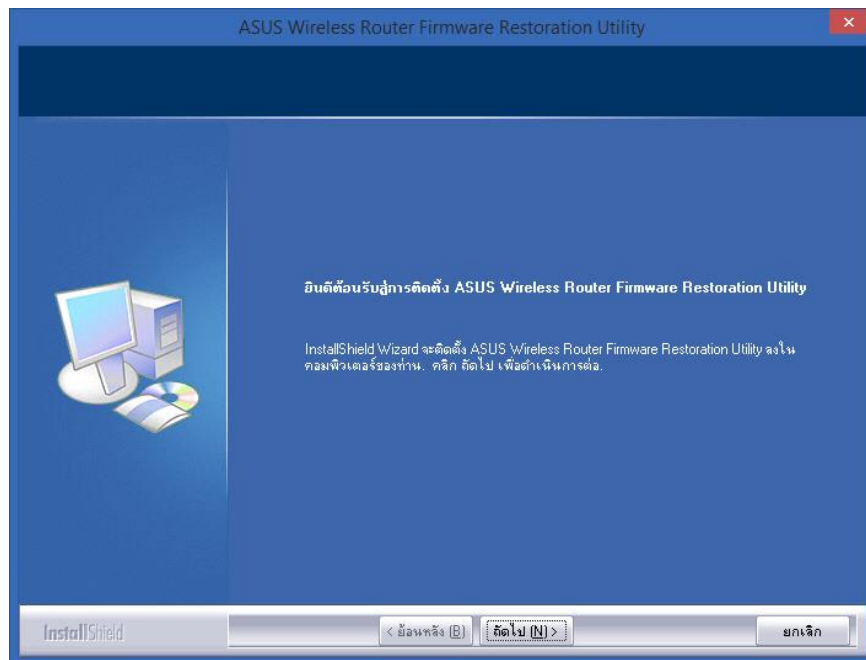 ASUS Wireless Router Firmware Restoration Utility
ยินดีต้อนรับสู่การติดตั้ง ASUS Wireless Router Firmware Restoration Utility
InstallShield Wizard จะติดตั้ง ASUS Wireless Router Firmware Restoration Utility ลงใน
คอมพิวเตอร์ของท่าน. คลิก ถัดไป เพื่อดำเนินการต่อ.
InstallShield
< ย้อนหลัง (B) ถัดไป (N) > ยกเลิก